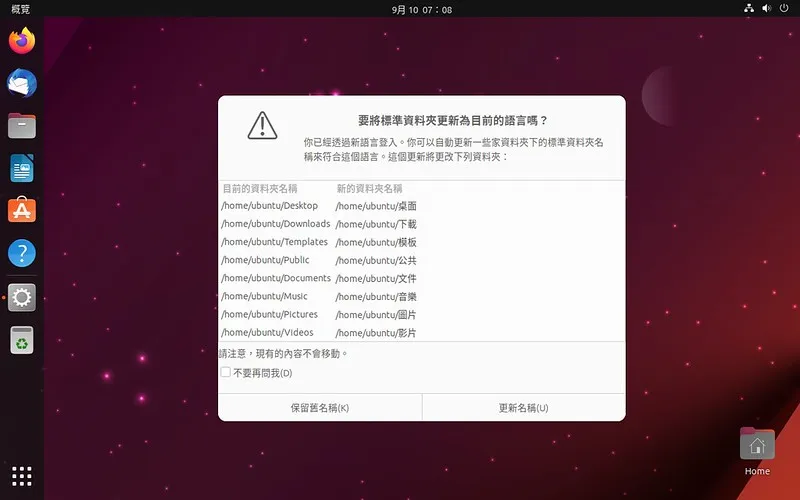 概覽
9月 10 07：08
要將標準資料夾更新為目前的語言嗎？
你已經透過新語言登入。你可以自動更新一些家資料夾下的標準資料夾名
稱來符合這個語言。這個更新將更改下列資料夾：
目前的資料夾名稱 新的資料夾名稱
/home/ubuntu/Desktop /home/ubuntu/桌面
/home/ubuntu/Downloads /home/ubuntu/下載
/home/ubuntu/Templates /home/ubuntu/模板
/home/ubuntu/Public /home/ubuntu/公共
/home/ubuntu/Documents /home/ubuntu/文件
/home/ubuntu/Music /home/ubuntu/音樂
/home/ubuntu/Pictures /home/ubuntu/圖片
/home/ubuntu/Videos /home/ubuntu/影片
請注意，現有的內容不會移動。
不要再問我(D)
保留舊名稱(K) 更新名稱(U)
Home